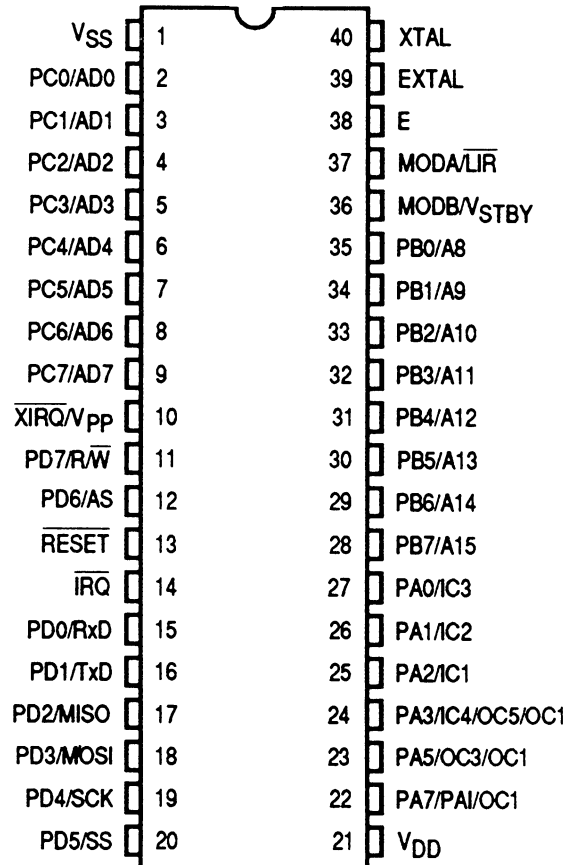 VSS 1 40 XTAL
PC0/AD0 2 39 EXTAL
PC1/AD1 3 38 E
PC2/AD2 4 37 MODA/L̅I̅R̅
PC3/AD3 5 36 MODB/VSTBY
PC4/AD4 6 35 PB0/A8
PC5/AD5 7 34 PB1/A9
PC6/AD6 8 33 PB2/A10
PC7/AD7 9 32 PB3/A11
X̅I̅R̅Q̅/VPP 10 31 PB4/A12
PD7/R/W̅ 11 30 PB5/A13
PD6/AS 12 29 PB6/A14
R̅E̅S̅E̅T̅ 13 28 PB7/A15
I̅R̅Q̅ 14 27 PA0/IC3
PD0/RxD 15 26 PA1/IC2
PD1/TxD 16 25 PA2/IC1
PD2/MISO 17 24 PA3/IC4/OC5/OC1
PD3/MOSI 18 23 PA5/OC3/OC1
PD4/SCK 19 22 PA7/PAI/OC1
PD5/SS 20 21 VDD